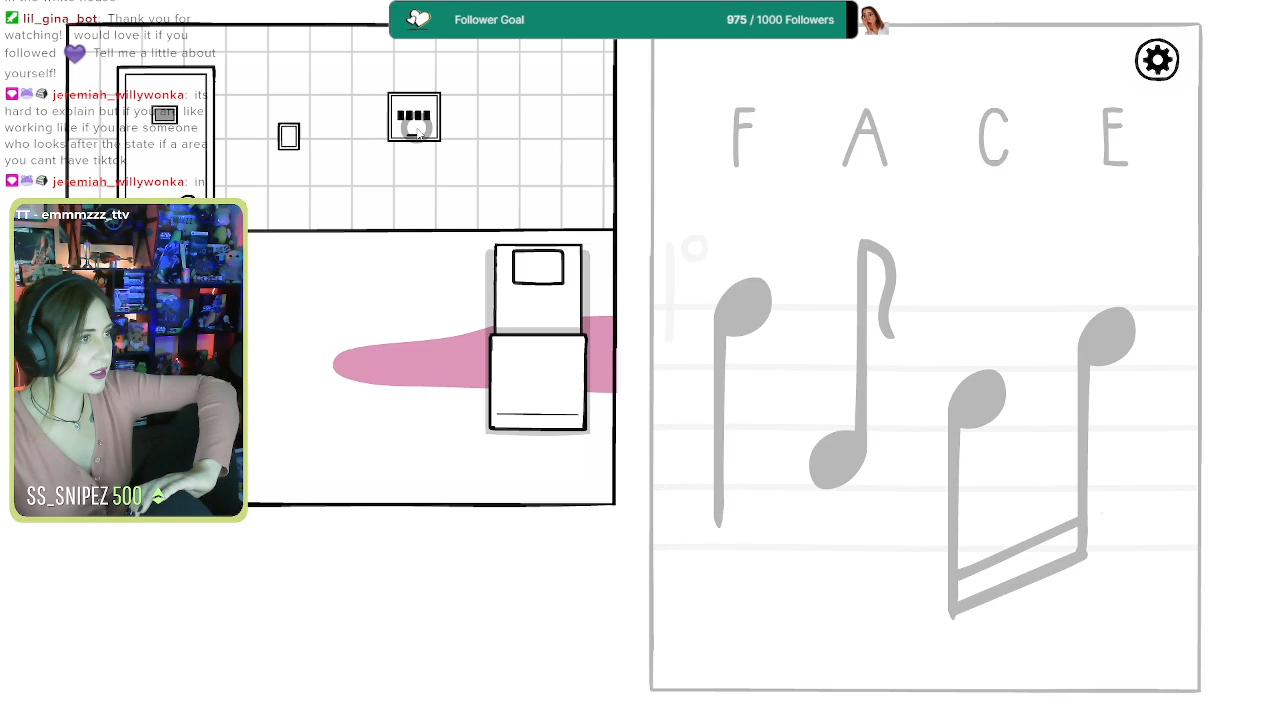 in the white house
lil_gina_bot: Thank you for
watching! I would love it if you
followed 💜 Tell me a little about
yourself!
jeremiah_willywonka: its
hard to explain but if you are like
working like if you are someone
who looks after the state if a area
you cant have tiktok
jeremiah_willywonka: in
Follower Goal
975 / 1000 Followers
TT - emmmzzz_ttv
SS_SNIPEZ 500
F A C E